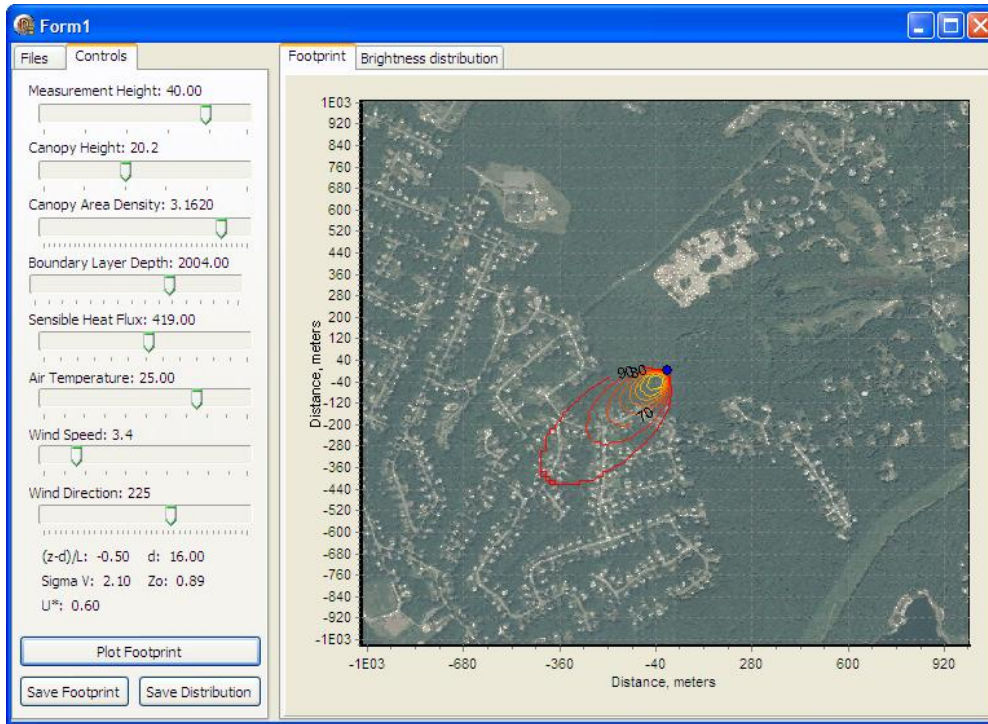 Form1
Files Controls
Measurement Height: 40.00
Canopy Height: 20.2
Canopy Area Density: 3.1620
Boundary Layer Depth: 2004.00
Sensible Heat Flux: 419.00
Air Temperature: 25.00
Wind Speed: 3.4
Wind Direction: 225
(z-d)/L: -0.50 d: 16.00
Sigma V: 2.10 Zo: 0.89
U*: 0.60
Plot Footprint
Save Footprint Save Distribution
Footprint Brightness distribution
Distance, meters
1E03
920
840
760
680
600
520
440
360
280
200
120
40
-40
-120
-200
-280
-360
-440
-520
-600
-680
-760
-840
-920
-1E03
90 80
70
-1E03 -680 -360 -40 280 600 920
Distance, meters